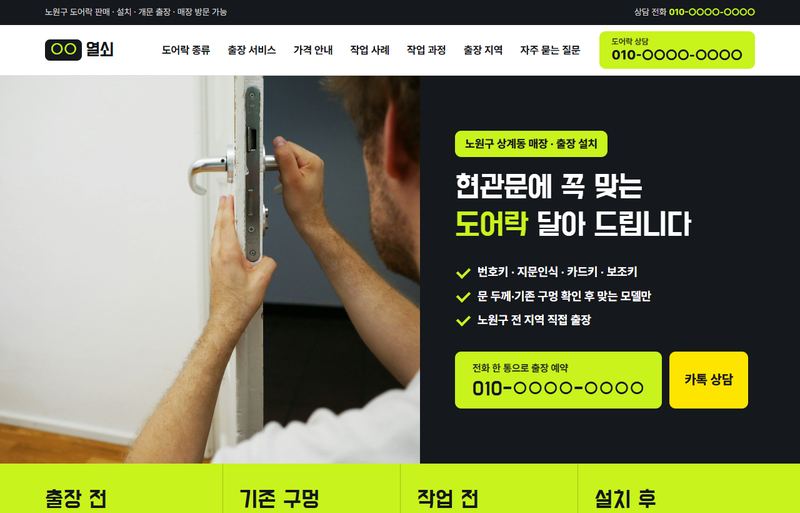 노원구 도어락 판매 · 설치 · 개문 출장 · 매장 방문 가능
상담 전화 010-○○○○-○○○○
○○ 열쇠
도어락 종류 출장 서비스 가격 안내 작업 사례 작업 과정 출장 지역 자주 묻는 질문
도어락 상담
010-○○○○-○○○○
노원구 상계동 매장 · 출장 설치
현관문에 꼭 맞는
도어락 달아 드립니다
번호키 · 지문인식 · 카드키 · 보조키
문 두께·기존 구멍 확인 후 맞는 모델만
노원구 전 지역 직접 출장
전화 한 통으로 출장 예약
010-○○○○-○○○○
카톡 상담
출장 전
기존 구멍
작업 전
설치 후